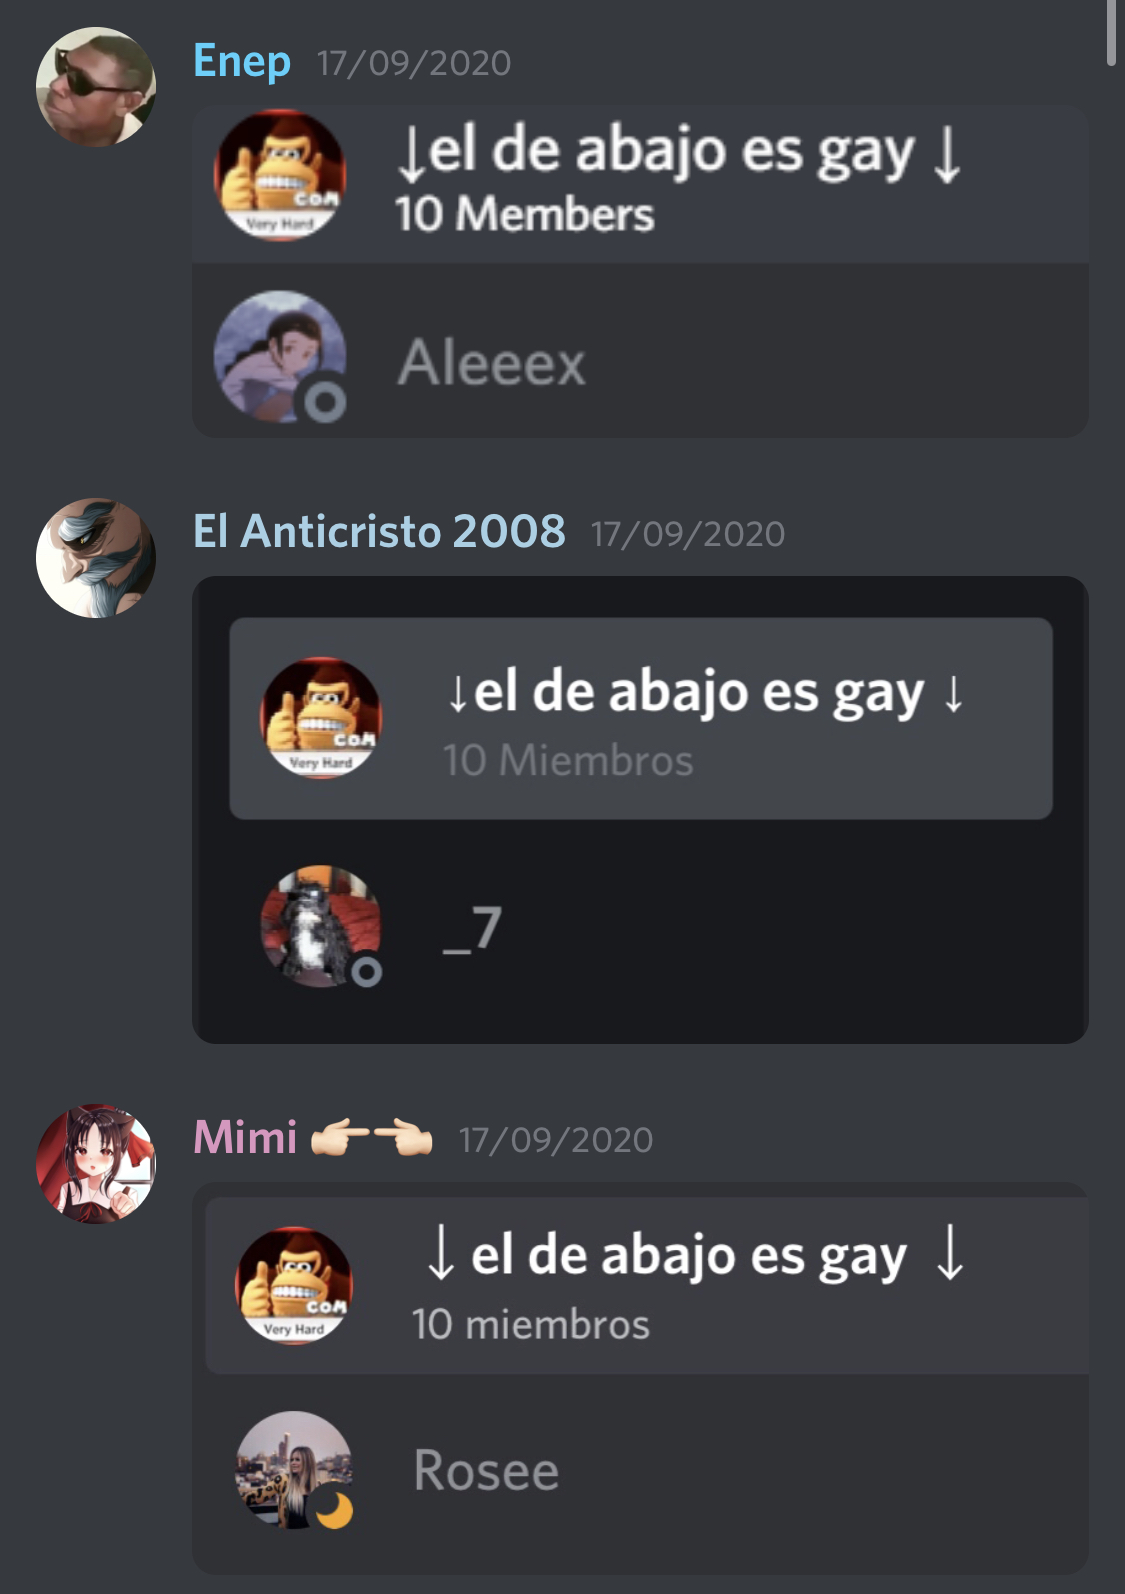 Enep 17/09/2020
↓el de abajo es gay ↓
10 Members
COM
Very Hard
Aleeex
El Anticristo 2008 17/09/2020
↓el de abajo es gay ↓
10 Miembros
COM
Very Hard
_7
Mimi 👉🏻👈🏻 17/09/2020
↓ el de abajo es gay ↓
10 miembros
COM
Very Hard
Rosee